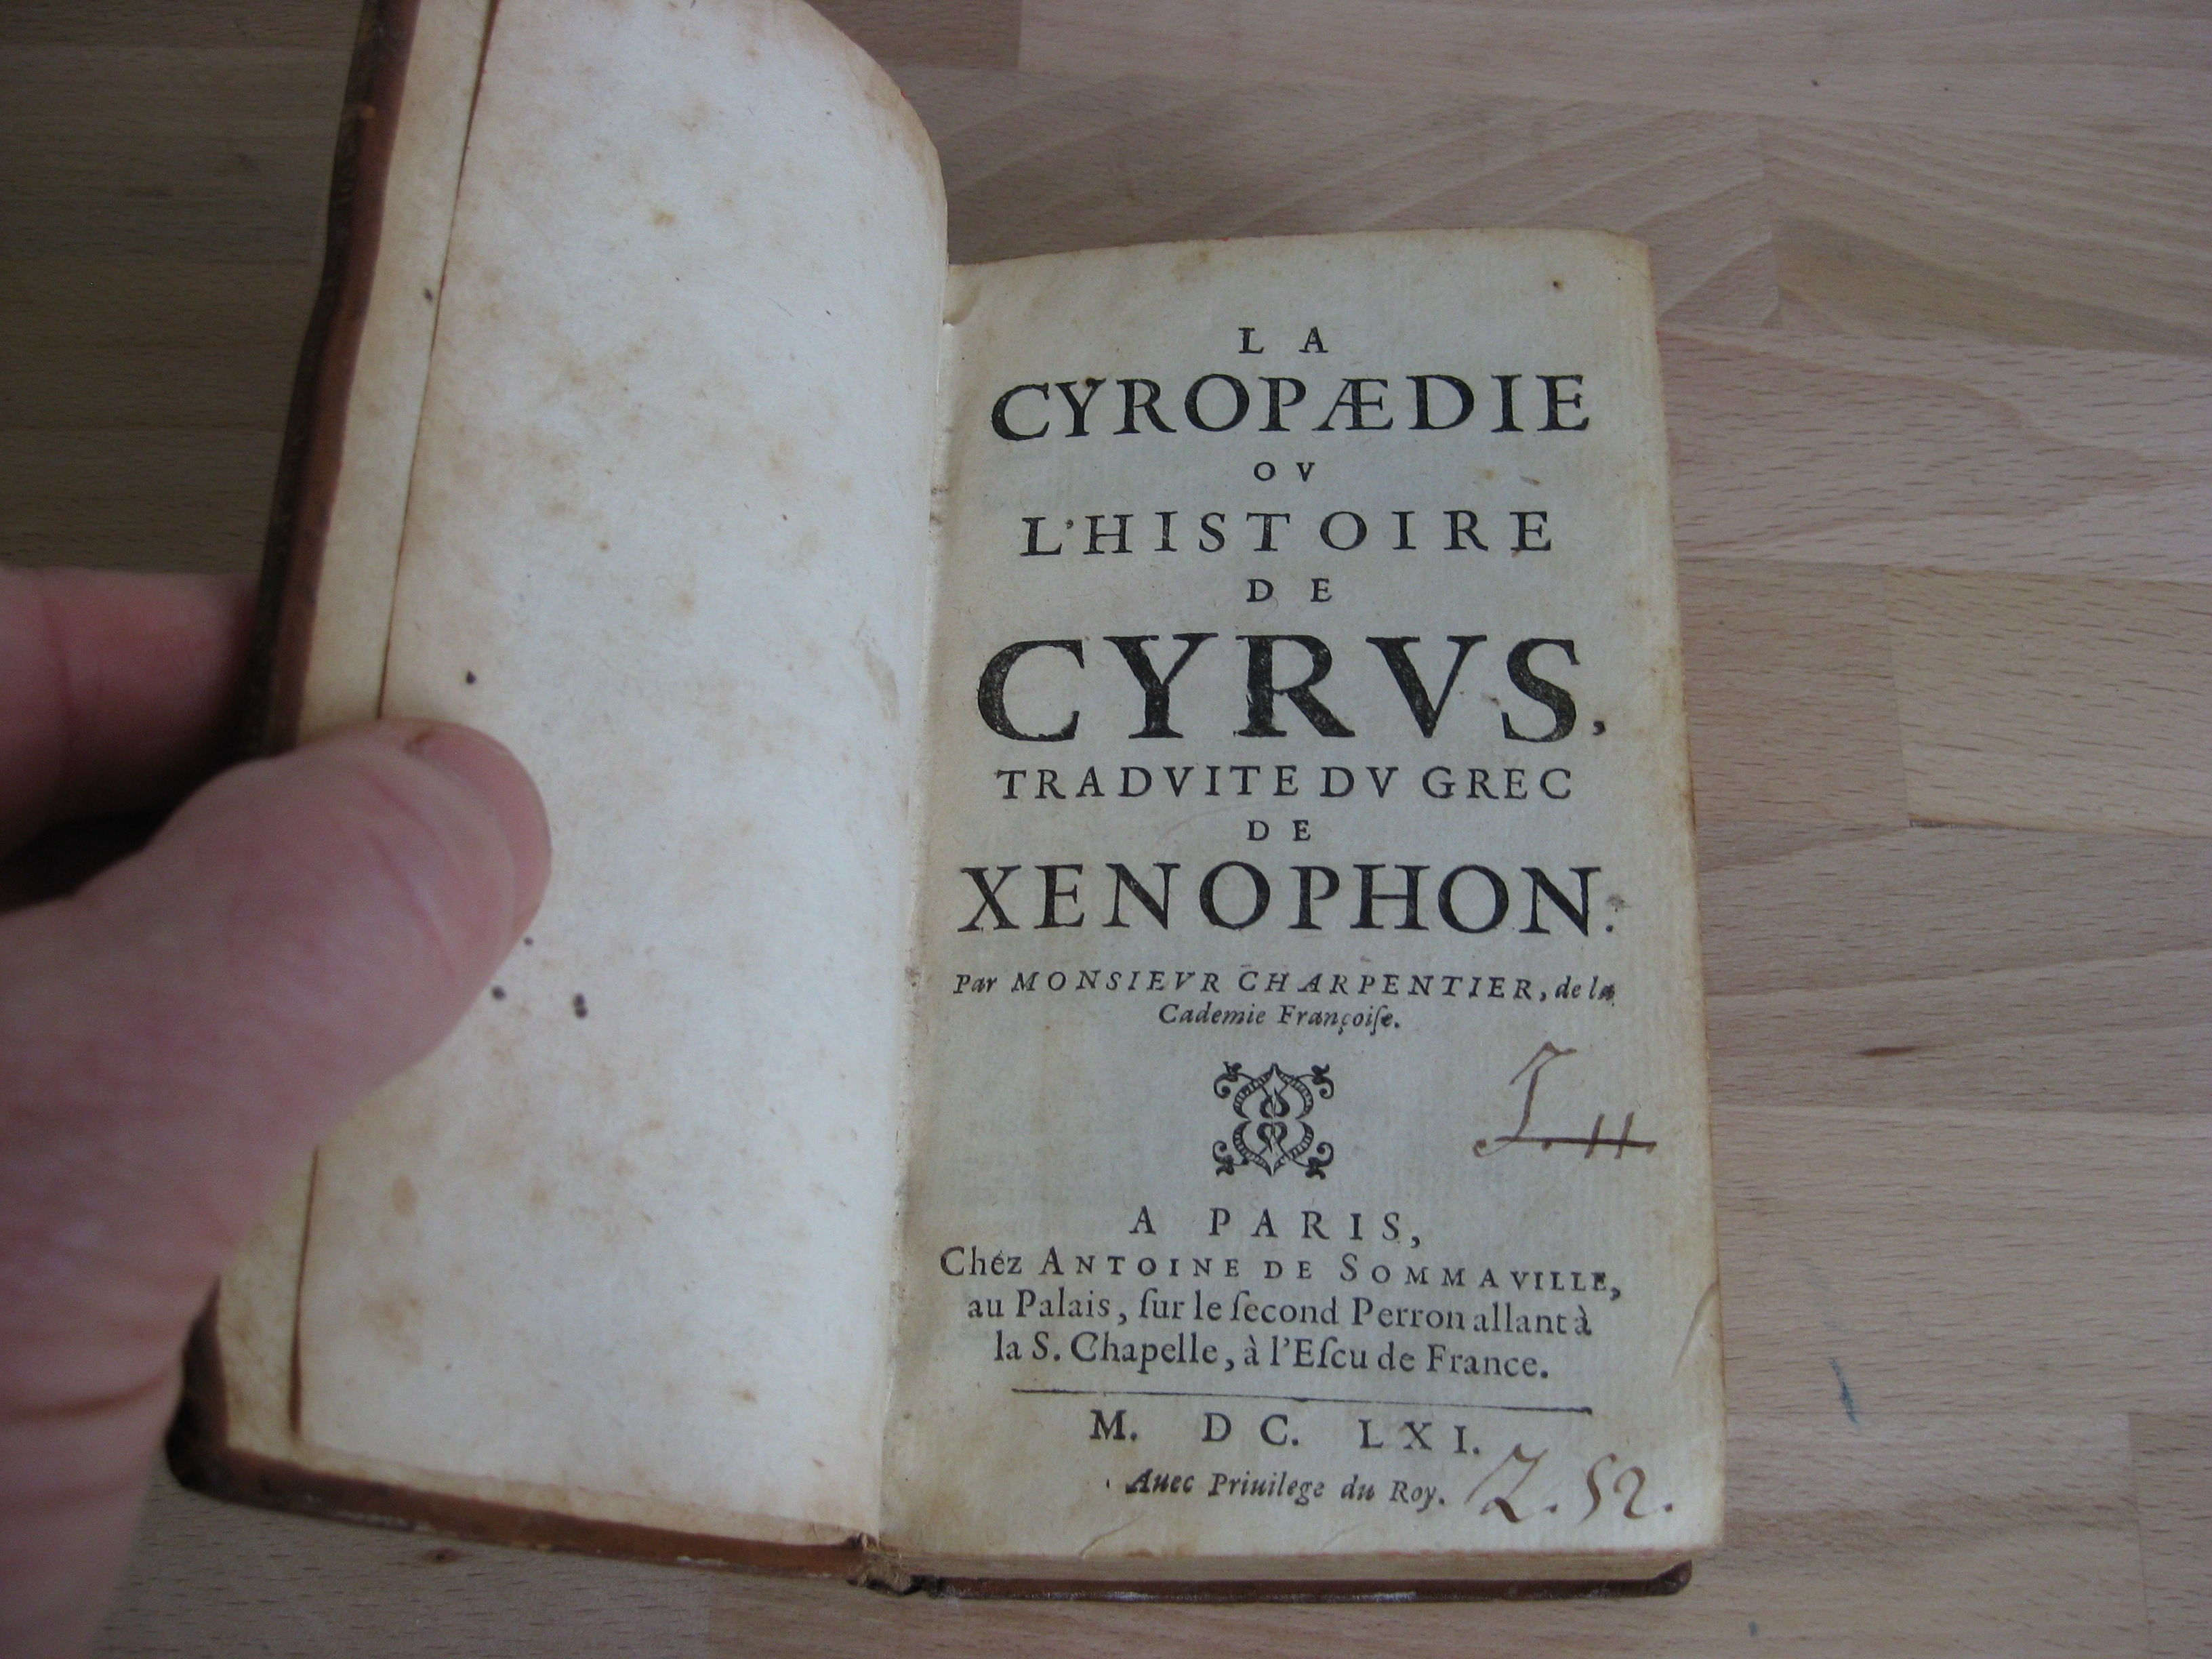 LA
CYROPÆDIE
OV
L'HISTOIRE
DE
CYRVS,
TRADVITE DV GREC
DE
XENOPHON.
Par MONSIEVR CHARPENTIER, de la
Cademie Françoiſe.
A PARIS,
Chéz ANTOINE DE SOMMAVILLE,
au Palais, ſur le ſecond Perron allant à
la S. Chapelle, à l'Eſcu de France.
M. DC. LXI.
Auec Priuilege du Roy.
Z. 52.